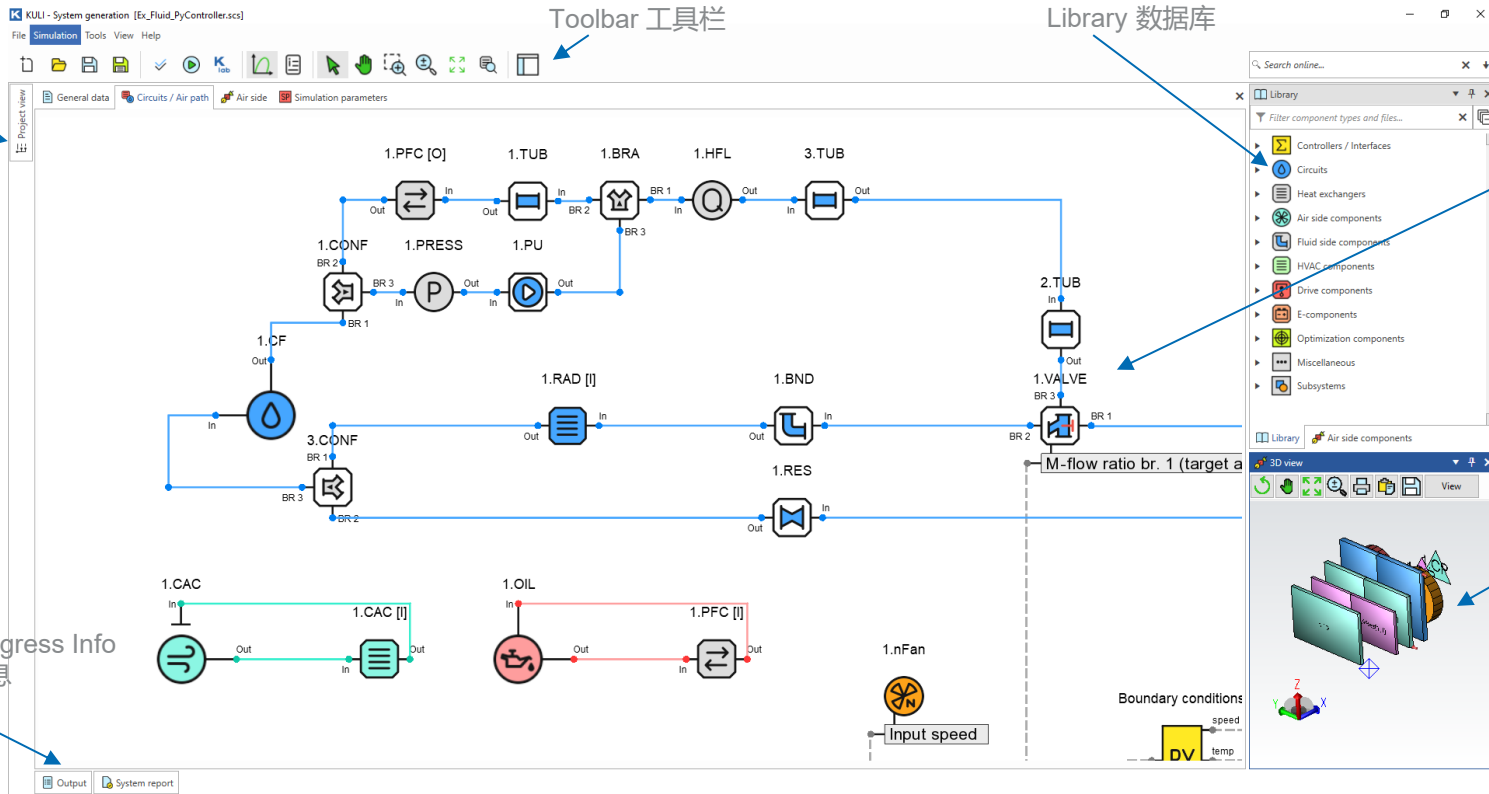 Toolbar 工具栏
Library 数据库
KULI - System generation [Ex_Fluid_PyController.scs]
File Simulation Tools View Help
K lab
Search online...
Project view
General data
Circuits / Air path
Air side
SP Simulation parameters
Library
Filter component types and files...
Controllers / Interfaces
Circuits
Heat exchangers
Air side components
Fluid side components
HVAC components
Drive components
E-components
Optimization components
Miscellaneous
Subsystems
Library
Air side components
3D view
View
Z
Y
X
1.PFC [O]
1.TUB
1.BRA
1.HFL
3.TUB
Out In
Out In
BR 2 BR 1
BR 3
In Q Out
In Out
1.CONF
1.PRESS
1.PU
BR 2
BR 3
BR 1
In P Out
In Out
2.TUB
In
Out
1.CF
Out
In
1.RAD [I]
1.BND
1.VALVE
BR 3
BR 1
BR 2
Out In
Out In
3.CONF
BR 1
BR 3
BR 2
M-flow ratio br. 1 (target a
1.RES
Out In
1.CAC
In
Out
1.CAC [I]
In Out
1.OIL
In
Out
1.PFC [I]
In Out
1.nFan
N
Input speed
Boundary conditions
speed
temp
DV
gress Info
息
Output
System report